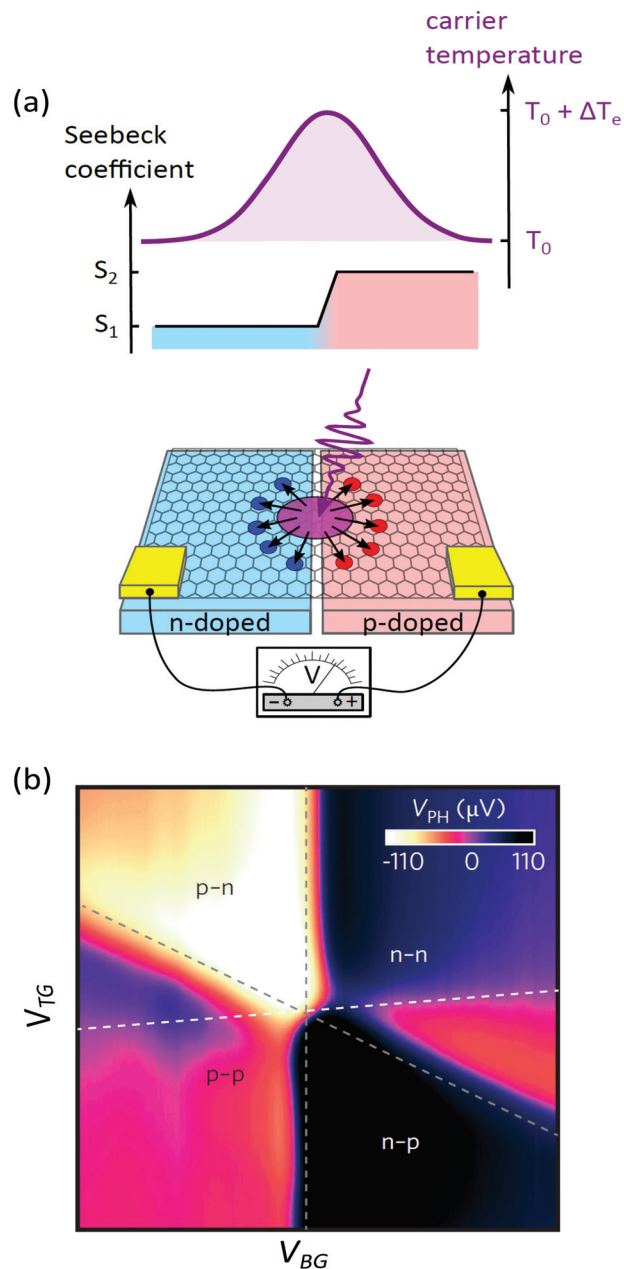 carrier
temperature
(a)
T0 + ΔTe
Seebeck
coefficient
T0
S2
S1
n-doped
p-doped
V
− +
(b)
VPH (μV)
-110 0 110
p–n
n–n
VTG
p–p
n–p
VBG